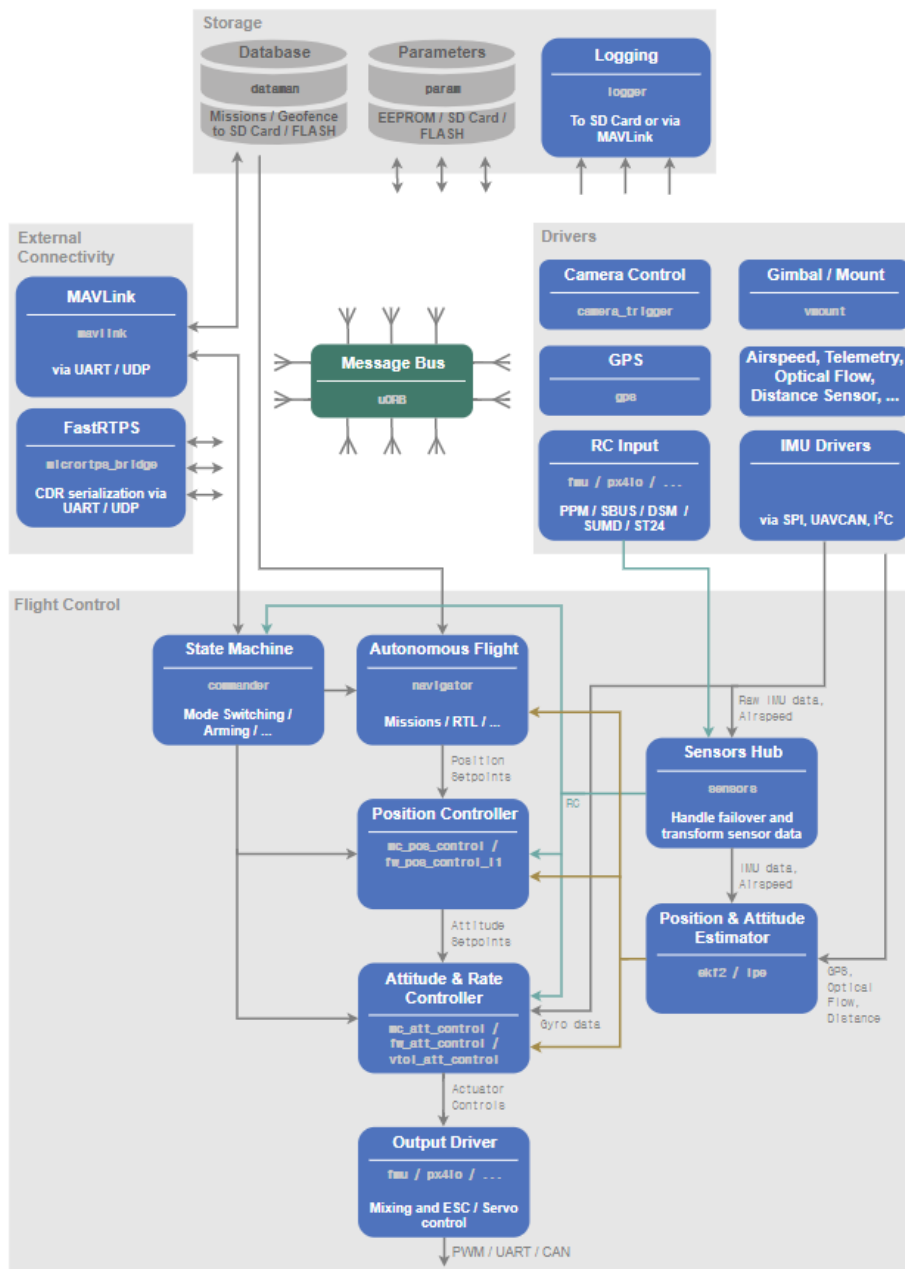 Storage
Database
dataman
Missions / Geofence
to SD Card / FLASH
Parameters
param
EEPROM / SD Card /
FLASH
Logging
logger
To SD Card or via
MAVLink
External
Connectivity
MAVLink
mavlink
via UART / UDP
FastRTPS
micrortps_bridge
CDR serialization via
UART / UDP
Message Bus
uORB
Drivers
Camera Control
camera_trigger
Gimbal / Mount
vmount
GPS
gps
Airspeed, Telemetry,
Optical Flow,
Distance Sensor, ...
RC Input
fmu / px4io / ...
PPM / SBUS / DSM /
SUMD / ST24
IMU Drivers
via SPI, UAVCAN, I²C
Flight Control
State Machine
commander
Mode Switching /
Arming / ...
Autonomous Flight
navigator
Missions / RTL / ...
Raw IMU data,
Airspeed
Position
Setpoints
Sensors Hub
sensors
Handle failover and
transform sensor data
RC
Position Controller
mc_pos_control /
fw_pos_control_l1
IMU data,
Airspeed
Attitude
Setpoints
Position & Attitude
Estimator
ekf2 / lpe
GPS,
Optical
Flow,
Distance
Attitude & Rate
Controller
mc_att_control /
fw_att_control /
vtol_att_control
Gyro data
Actuator
Controls
Output Driver
fmu / px4io / ...
Mixing and ESC / Servo
control
PWM / UART / CAN